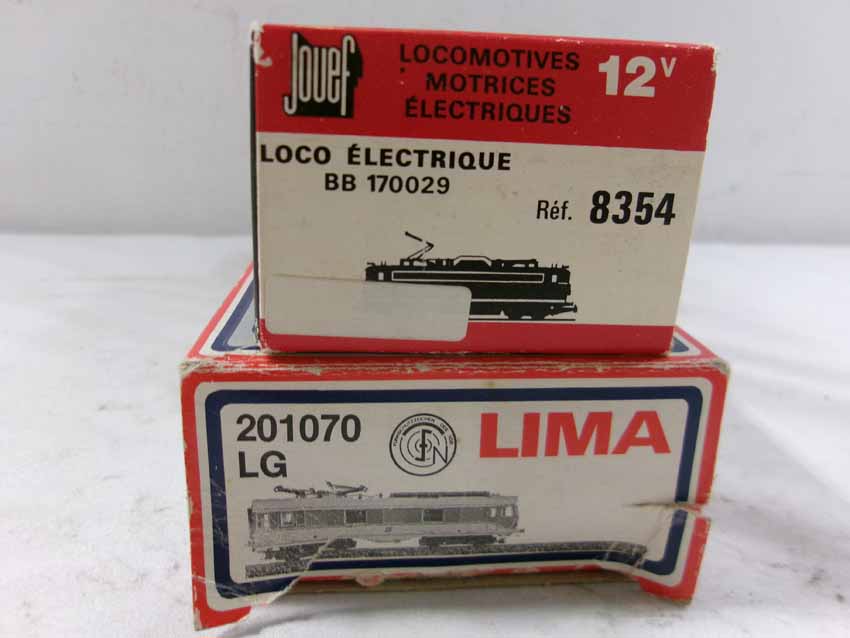 Jouef
LOCOMOTIVES
MOTRICES
ÉLECTRIQUES
12V
LOCO ÉLECTRIQUE
BB 170029
Réf. 8354
201070
LG
LIMA